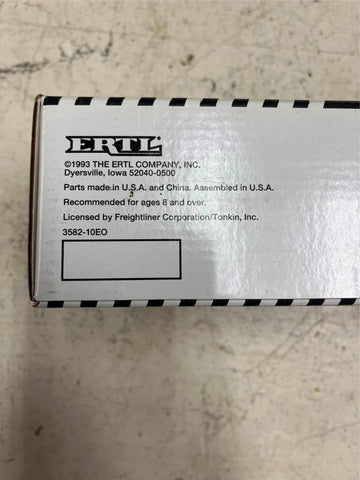 ERTL
©1993 THE ERTL COMPANY, INC.
Dyersville, Iowa 52040-0500
Parts made in U.S.A. and China. Assembled in U.S.A.
Recommended for ages 8 and over.
Licensed by Freightliner Corporation/Tonkin, Inc.
3582-10EO